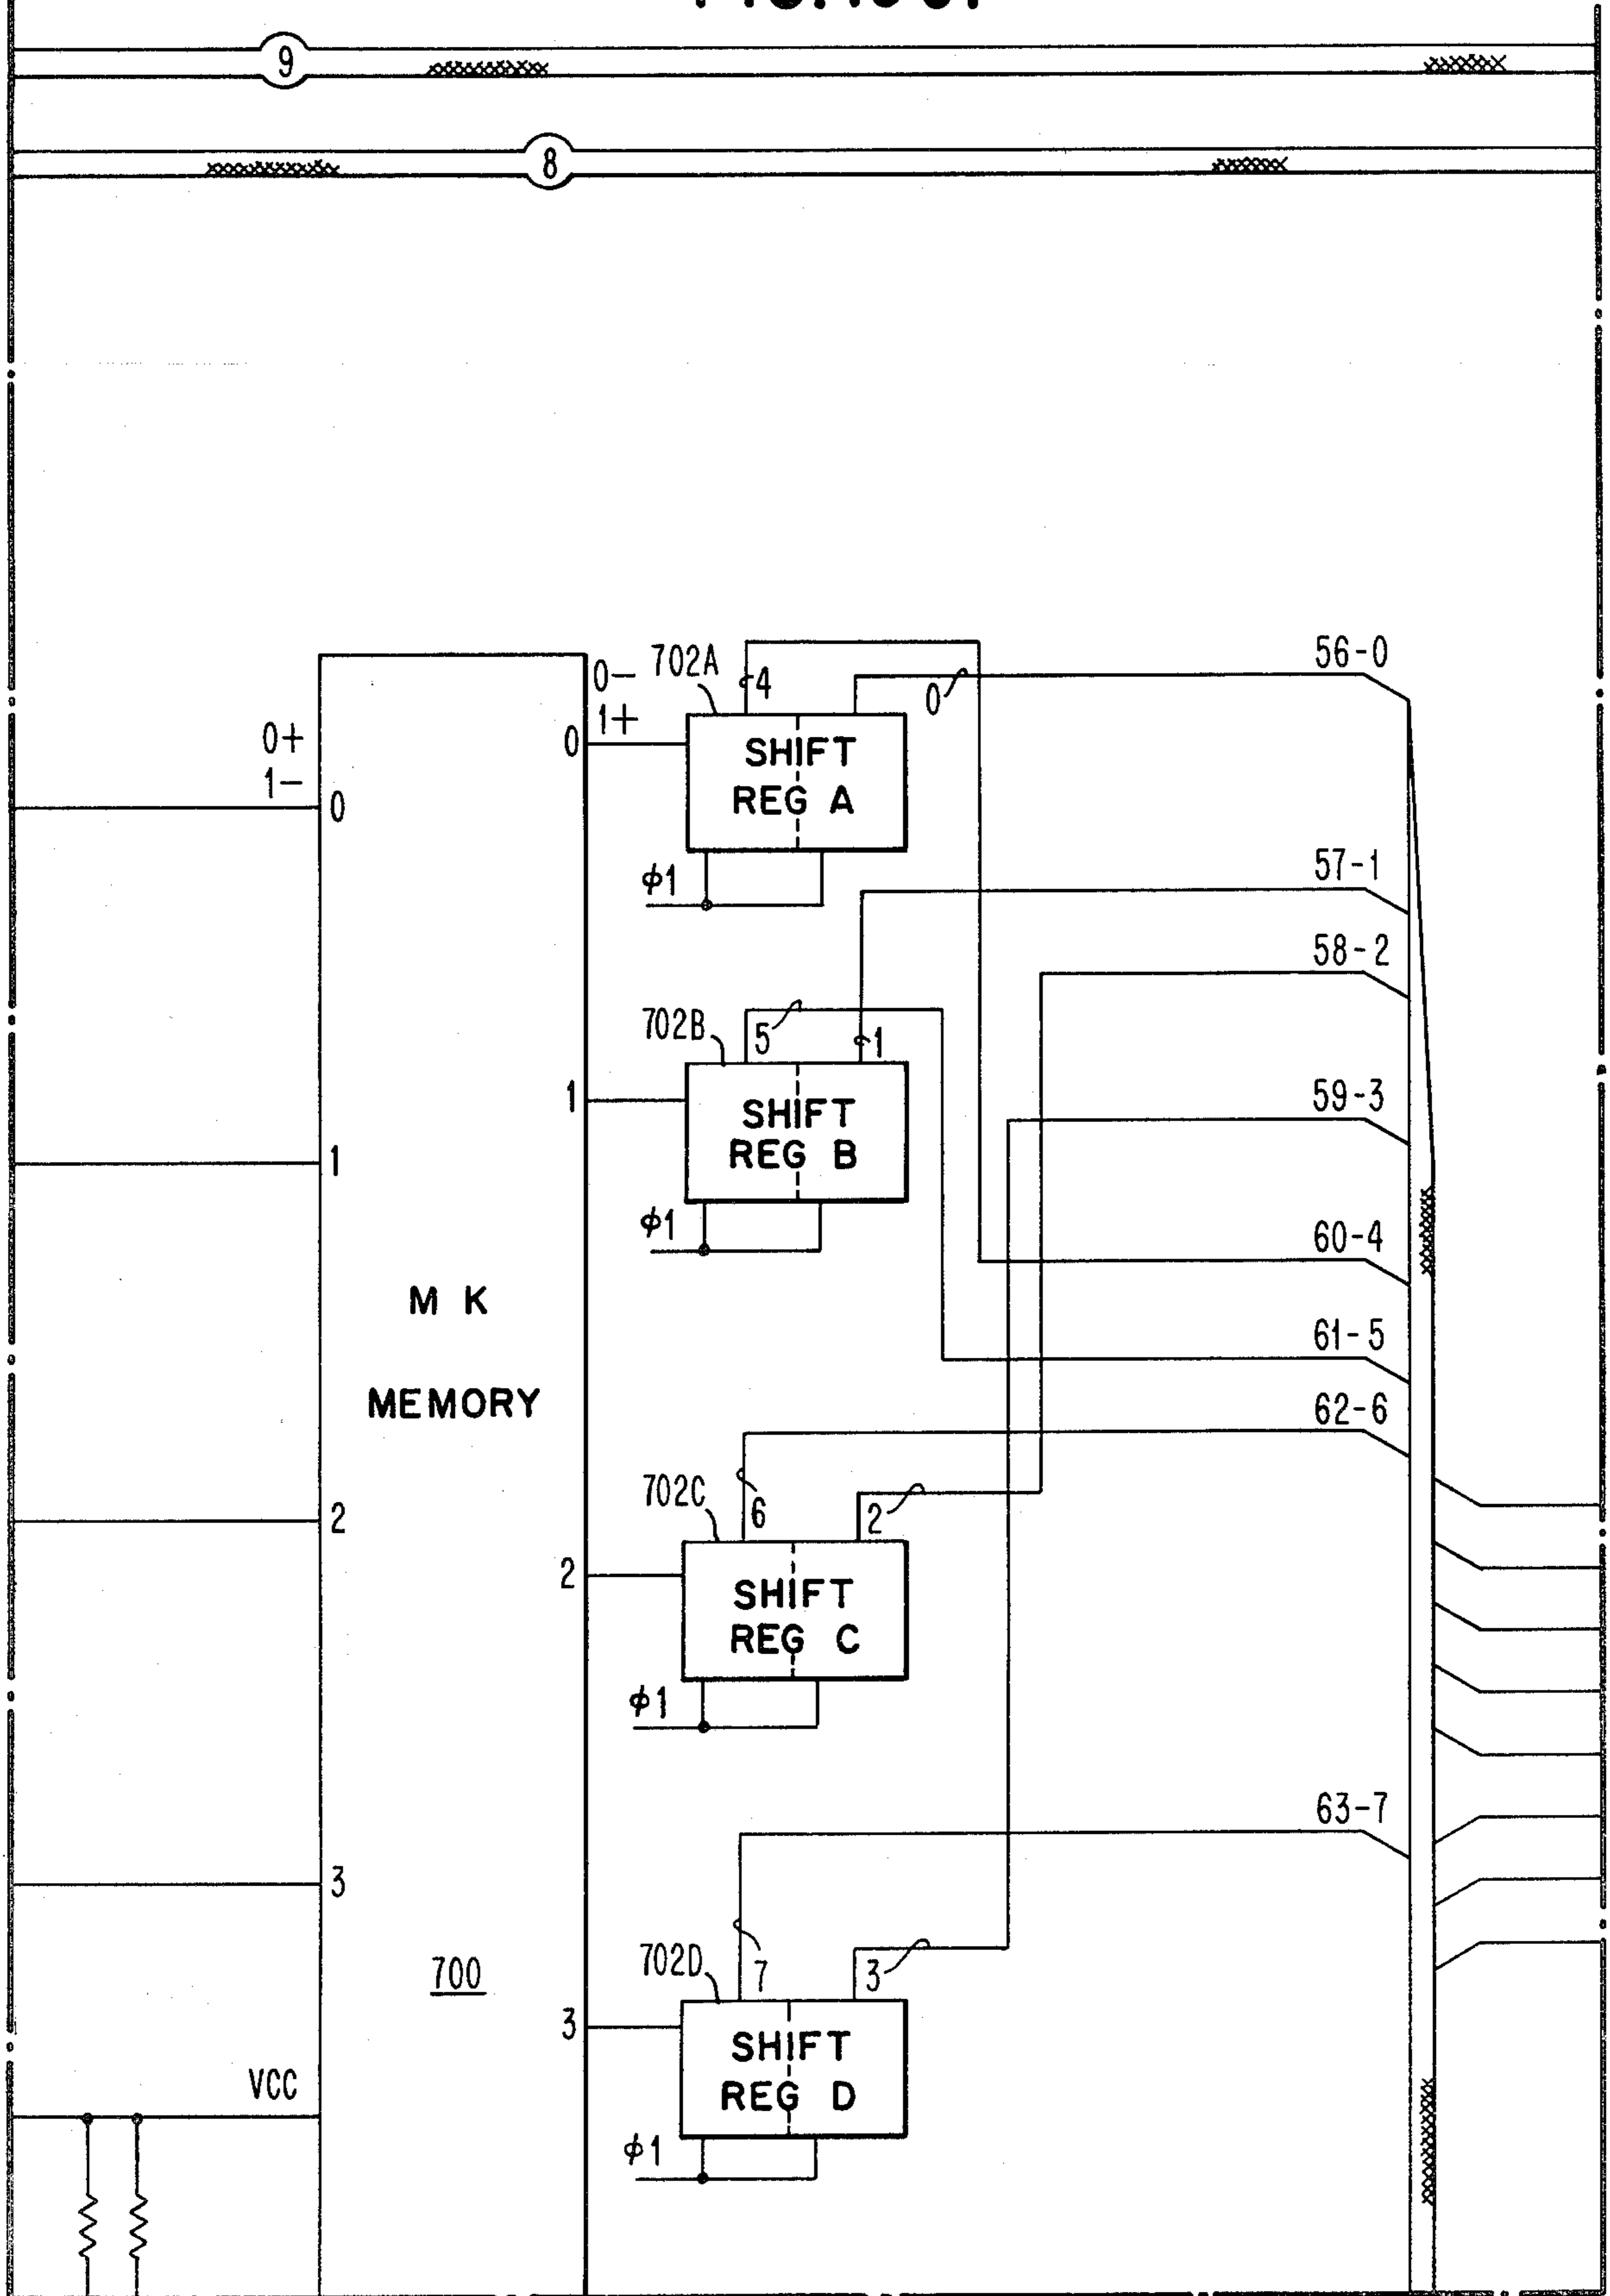 9
8
702A
0-
1+
4
0
56-0
0+
1-
0
0
SHIFT
REG A
φ1
57-1
58-2
702B
5
1
59-3
1
SHIFT
REG B
1
φ1
60-4
M K
MEMORY
61-5
62-6
702C
6
2
2
2
SHIFT
REG C
φ1
63-7
3
700
702D
7
3
3
SHIFT
REG D
VCC
φ1